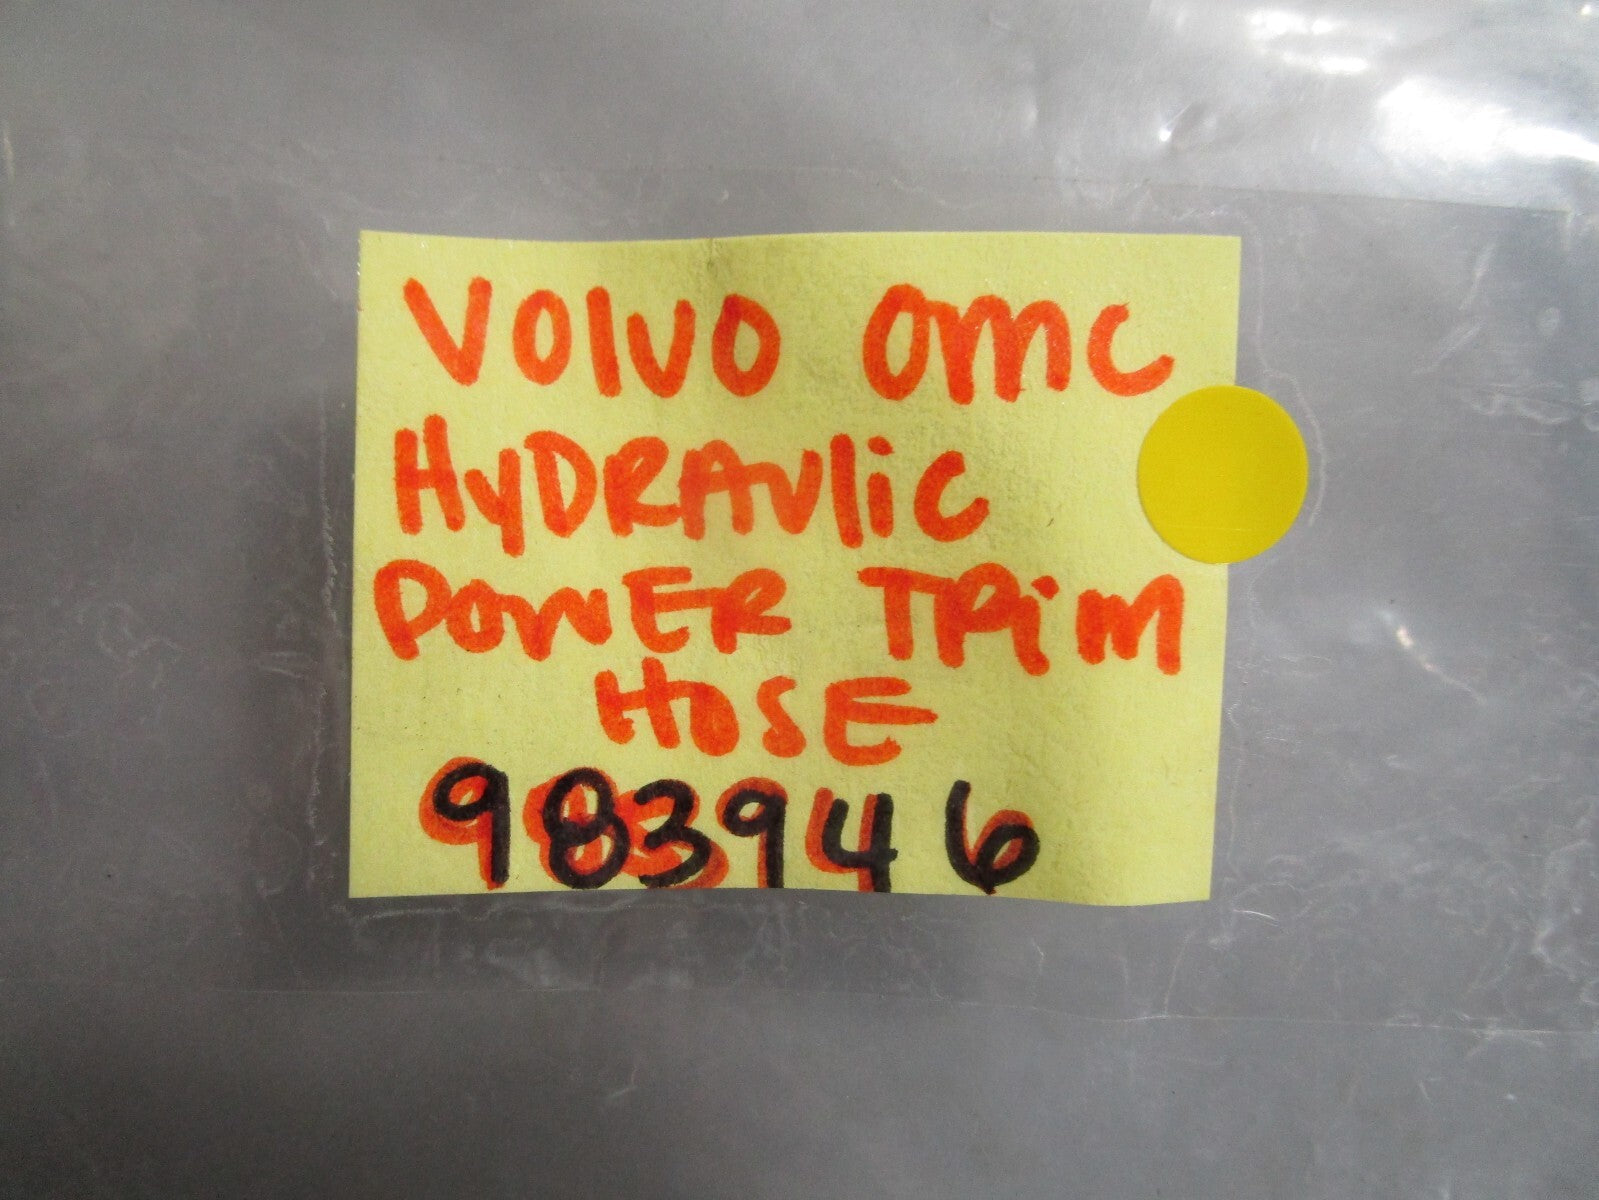 Volvo OMC
HyDRAulic
POWER TRiM
HOSE
983946